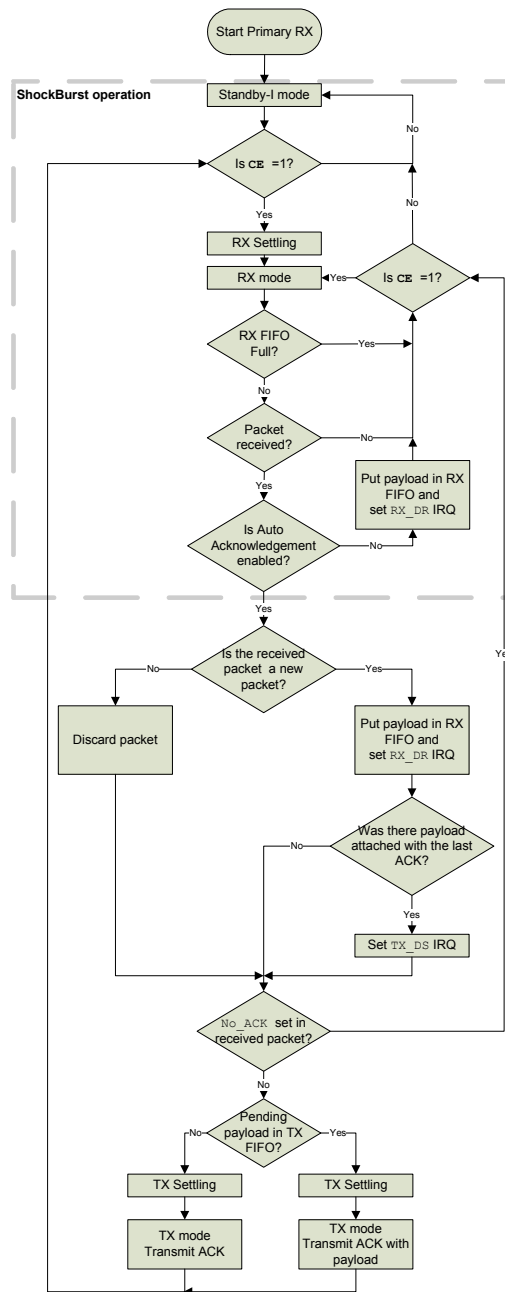 Start Primary RX
ShockBurst operation
Standby-I mode
No
Is CE =1?
No
Yes
RX Settling
RX mode
Yes
Is CE =1?
RX FIFO
Full?
Yes
No
Packet
received?
No
Put payload in RX
FIFO and
set RX_DR IRQ
Yes
Is Auto
Acknowledgement
enabled?
No
Yes
Is the received
packet a new
packet?
No
Yes
Ye
Discard packet
Put payload in RX
FIFO and
set RX_DR IRQ
Was there payload
attached with the last
ACK?
No
Yes
Set TX_DS IRQ
No_ACK set in
received packet?
No
Pending
payload in TX
FIFO?
No
Yes
TX Settling
TX Settling
TX mode
Transmit ACK
TX mode
Transmit ACK with
payload